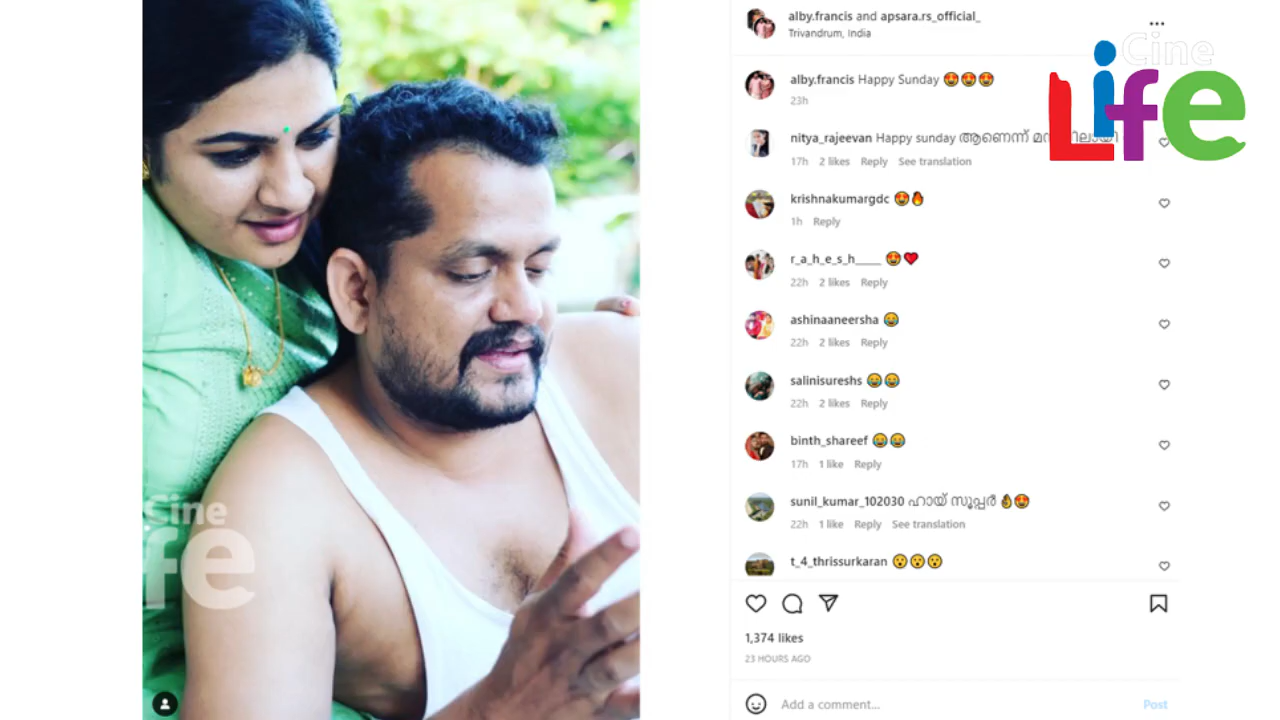 alby.francis and apsara.rs_official_
Trivandrum, India
Cine
Life
alby.francis Happy Sunday 😍😍😍
23h
nitya_rajeevan Happy sunday ആണെന്ന്
17h 2 likes Reply See translation
krishnakumargdc 😍🔥
1h Reply
r_a_h_e_s_h____ 😍❤️
22h 2 likes Reply
ashinaaneersha 😂
22h 2 likes Reply
salinisureshs 😂😂
22h 2 likes Reply
binth_shareef 😂😂
17h 1 like Reply
sunil_kumar_102030 ഹായ് സൂപ്പർ 👌😍
22h 1 like Reply See translation
t_4_thrissurkaran 😮😮😮
1,374 likes
23 HOURS AGO
Add a comment... Post
Cine
fe